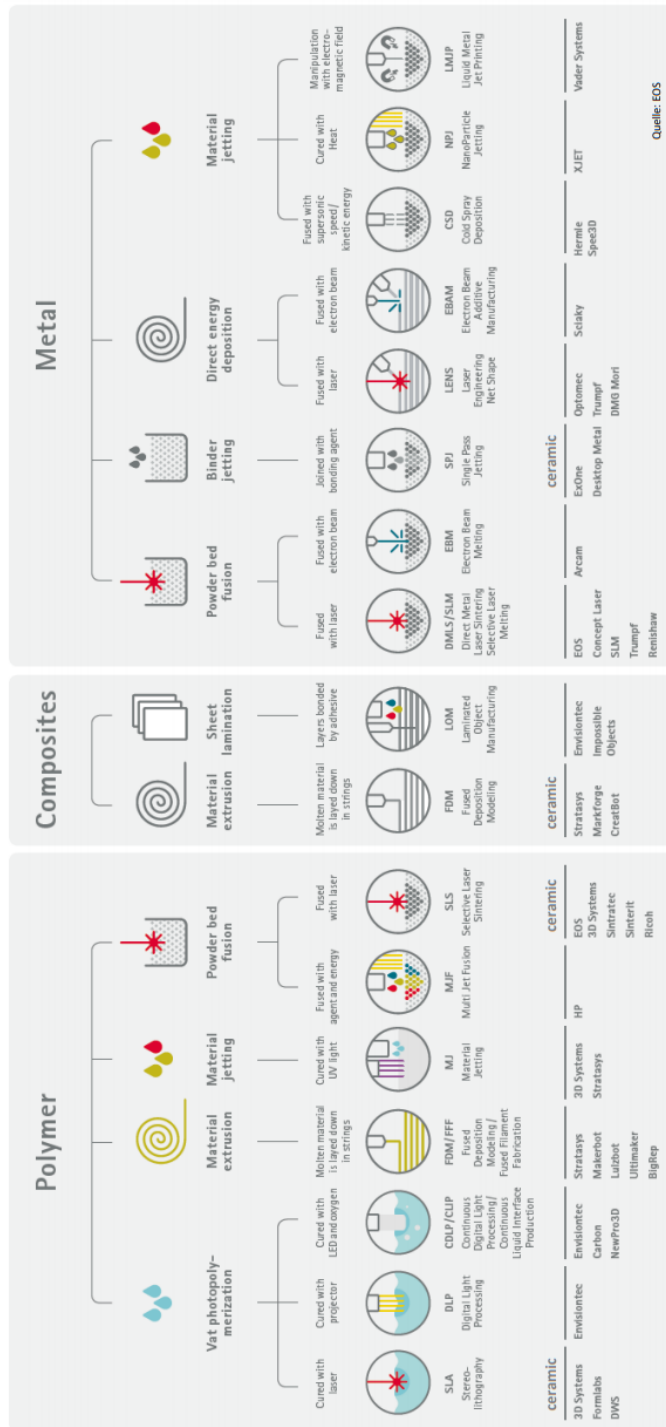 Polymer
Vat photopoly-
merization
Material
extrusion
Material
jetting
Powder bed
fusion
Cured with
laser
Cured with
projector
Cured with
LED and oxygen
Molten material
is layed down
in strings
Cured with
UV light
Fused with
agent and energy
Fused
with laser
SLA
Stereo-
lithography
DLP
Digital Light
Processing
CDLP/CLIP
Continuous
Digital Light
Processing/
Continuous
Liquid Interface
Production
FDM/FFF
Fused
Deposition
Modeling/
Fused Filament
Fabrication
MJ
Material
Jetting
MJF
Multi Jet Fusion
SLS
Selective Laser
Sintering
ceramic
ceramic
3D Systems
Formlabs
DWS
Envisiontec
Envisiontec
Carbon
NewPro3D
Stratasys
Makerbot
Lulzbot
Ultimaker
BigRep
3D Systems
Stratasys
HP
EOS
3D Systems
Sintratec
Sinterit
Ricoh
Composites
Material
extrusion
Sheet
lamination
Molten material
is layed down
in strings
Layers bonded
by adhesive
FDM
Fused
Deposition
Modeling
LOM
Laminated
Object
Manufacturing
ceramic
Stratasys
Markforge
CreatBot
Envisiontec
Impossible
Objects
Metal
Powder bed
fusion
Binder
jetting
Direct energy
deposition
Material
jetting
Fused
with laser
Fused with
electron beam
Joined with
bonding agent
Fused with
laser
Fused with
electron beam
Fused with
supersonic
speed/
kinetic energy
Cured with
Heat
Manipulation
with electro-
magnetic field
DMLS/SLM
Direct Metal
Laser Sintering
Selective Laser
Melting
EBM
Electron Beam
Melting
SPJ
Single Pass
Jetting
LENS
Laser
Engineering
Net Shape
EBAM
Electron Beam
Additive
Manufacturing
CSD
Cold Spray
Deposition
NPJ
NanoParticle
Jetting
LMJP
Liquid Metal
Jet Printing
ceramic
EOS
Concept Laser
SLM
Trumpf
Renishaw
Arcam
ExOne
Desktop Metal
Optomec
Trumpf
DMG Mori
Sciaky
Hermle
Spee3D
XJET
Vader Systems
Quelle: EOS